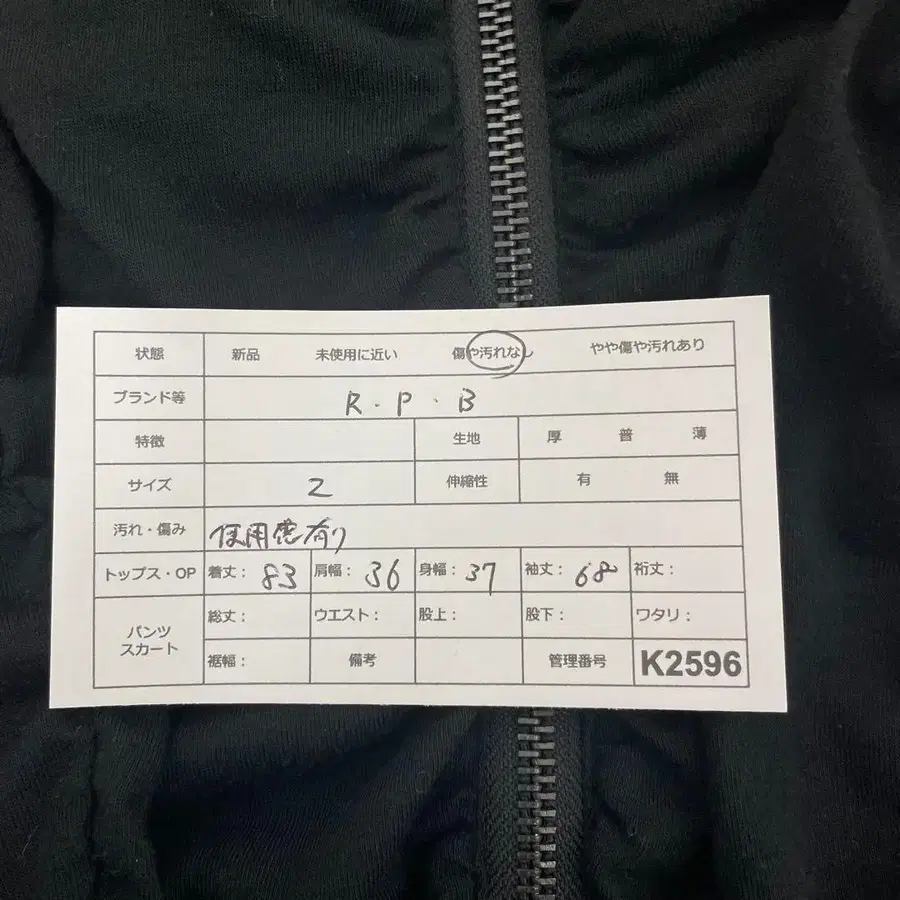 状態 新品 未使用に近い 傷や汚れなし やや傷や汚れあり
ブランド等 R・P・B
特徴 生地 厚 普 薄
サイズ 2 伸縮性 有 無
汚れ・傷み 使用感有り
トップス・OP 着丈: 83 肩幅: 36 身幅: 37 袖丈: 68 裄丈:
パンツ スカート 総丈: ウエスト: 股上: 股下: ワタリ:
裾幅: 備考 管理番号 K2596